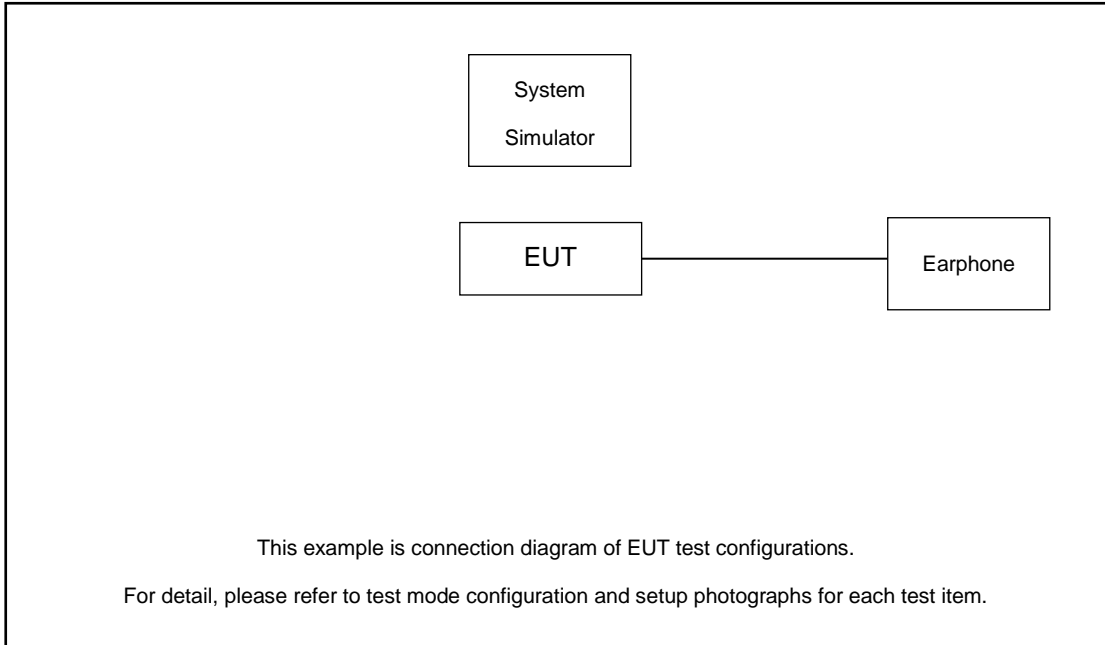 System
Simulator
EUT
Earphone
This example is connection diagram of EUT test configurations.
For detail, please refer to test mode configuration and setup photographs for each test item.